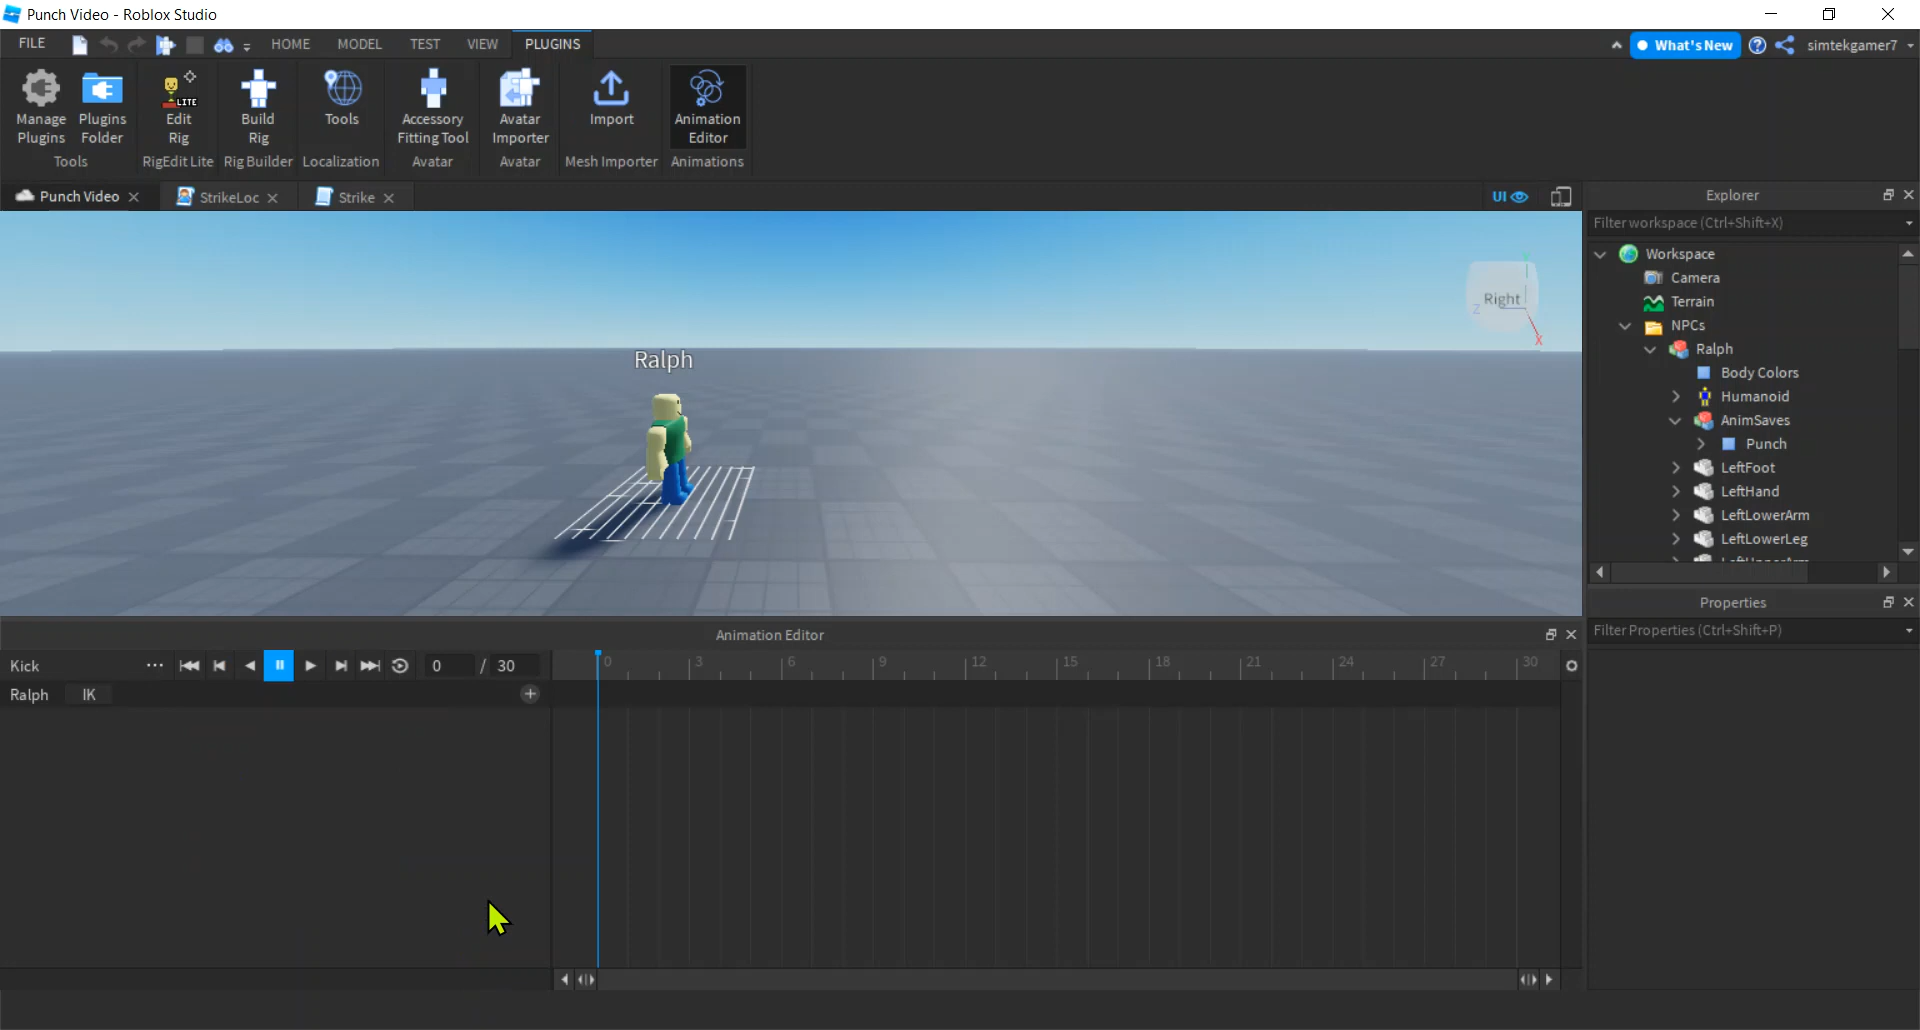 Punch Video - Roblox Studio
FILE HOME MODEL TEST VIEW PLUGINS What's New simtekgamer7
Manage Plugins
Plugins Folder
Tools
LITE
Edit Rig
RigEdit Lite
Build Rig
Rig Builder
Tools
Localization
Accessory Fitting Tool
Avatar
Avatar Importer
Avatar
Import
Mesh Importer
Animation Editor
Animations
Punch Video StrikeLoc Strike UI
Ralph
Right
Y
Z
X
Explorer
Filter workspace (Ctrl+Shift+X)
Workspace
Camera
Terrain
NPCs
Ralph
Body Colors
Humanoid
AnimSaves
Punch
LeftFoot
LeftHand
LeftLowerArm
LeftLowerLeg
LeftUpperArm
Properties
Filter Properties (Ctrl+Shift+P)
Animation Editor
Kick ... 0 / 30 0 3 6 9 12 15 18 21 24 27 30
Ralph IK